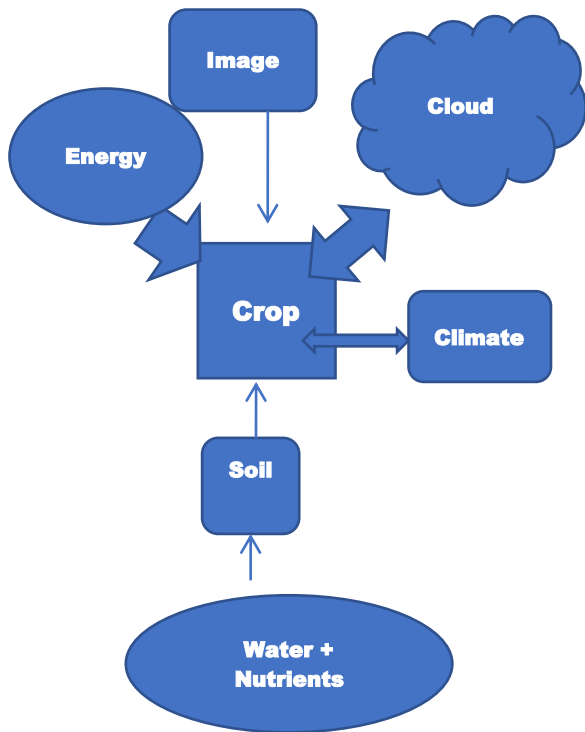 Image
Cloud
Energy
Crop
Climate
Soil
Water +
Nutrients